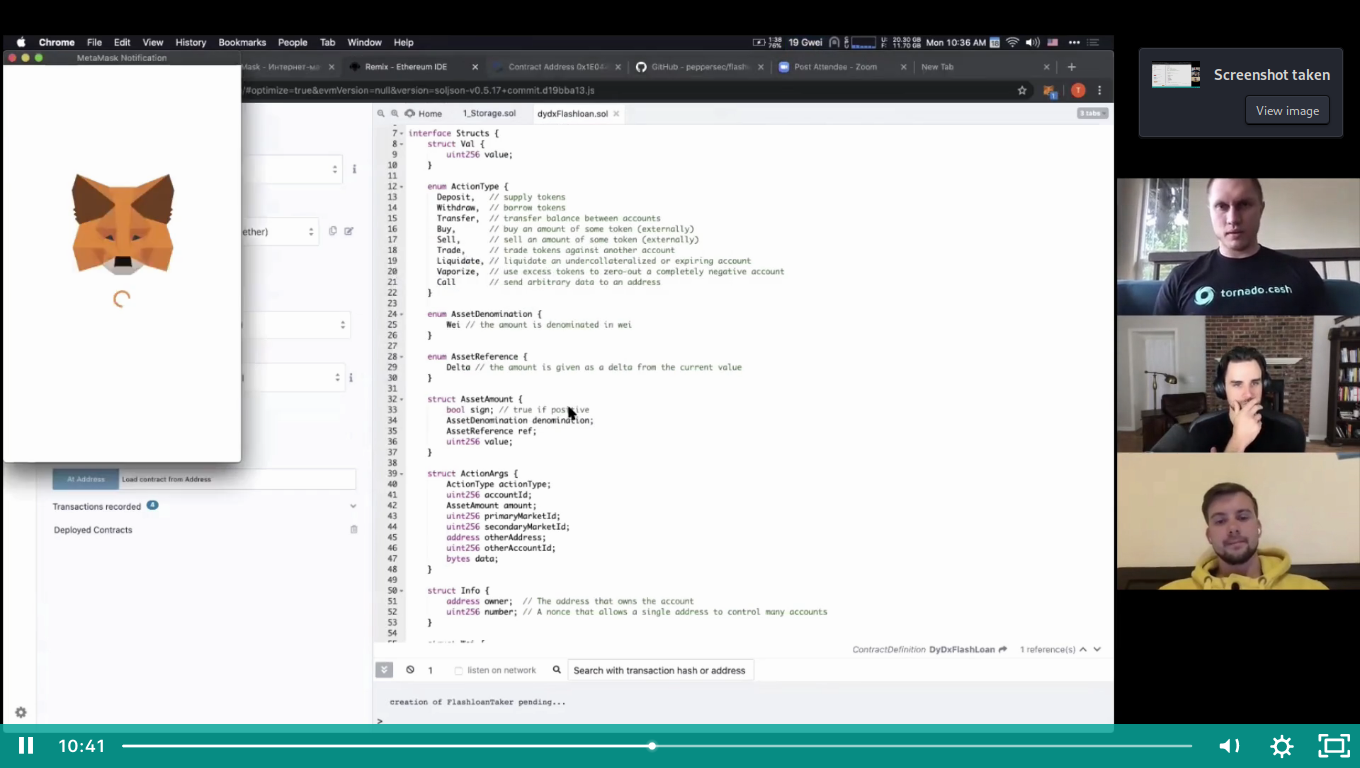 Chrome File Edit View History Bookmarks People Tab Window Help
1:38 76% 19 Gwei U: 20.30 GB F: 11.70 GB Mon 10:36 AM
MetaMask Notification
Mask - Интернет-ма
Remix - Ethereum IDE
Contract Address 0x1E04
GitHub - peppersec/flash
Post Attendee - Zoom
New Tab
/#optimize=true&evmVersion=null&version=soljson-v0.5.17+commit.d19bba13.js
T
Home 1_Storage.sol dydxFlashloan.sol 3 tabs
7 interface Structs {
8 struct Val {
9 uint256 value;
10 }
11
12 enum ActionType {
13 Deposit, // supply tokens
14 Withdraw, // borrow tokens
15 Transfer, // transfer balance between accounts
16 Buy, // buy an amount of some token (externally)
17 Sell, // sell an amount of some token (externally)
18 Trade, // trade tokens against another account
19 Liquidate, // liquidate an undercollateralized or expiring account
20 Vaporize, // use excess tokens to zero-out a completely negative account
21 Call // send arbitrary data to an address
22 }
23
24 enum AssetDenomination {
25 Wei // the amount is denominated in wei
26 }
27
28 enum AssetReference {
29 Delta // the amount is given as a delta from the current value
30 }
31
32 struct AssetAmount {
33 bool sign; // true if positive
34 AssetDenomination denomination;
35 AssetReference ref;
36 uint256 value;
37 }
38
39 struct ActionArgs {
40 ActionType actionType;
41 uint256 accountId;
42 AssetAmount amount;
43 uint256 primaryMarketId;
44 uint256 secondaryMarketId;
45 address otherAddress;
46 uint256 otherAccountId;
47 bytes data;
48 }
49
50 struct Info {
51 address owner; // The address that owns the account
52 uint256 number; // A nonce that allows a single address to control many accounts
53 }
54
ether)
At Address Load contract from Address
Transactions recorded 4
Deployed Contracts
ContractDefinition DyDxFlashLoan 1 reference(s)
1 listen on network Search with transaction hash or address
creation of FlashloanTaker pending...
>
10:41
Screenshot taken
View image
tornado.cash